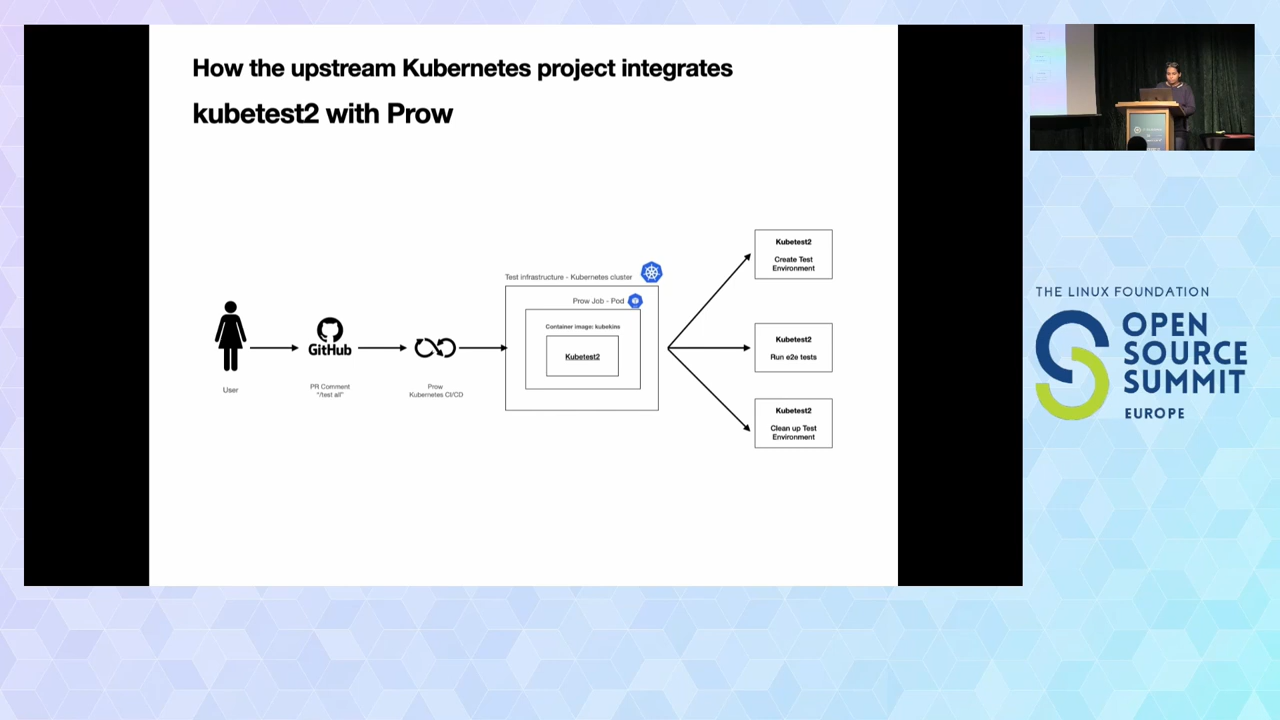 How the upstream Kubernetes project integrates
kubetest2 with Prow
User
GitHub
PR Comment
"/test all"
Prow
Kubernetes CI/CD
Test infrastructure - Kubernetes cluster
Prow Job - Pod
Container image: kubekins
Kubetest2
Kubetest2
Create Test
Environment
Kubetest2
Run e2e tests
Kubetest2
Clean up Test
Environment
THE LINUX FOUNDATION
OPEN
SOURCE
SUMMIT
EUROPE